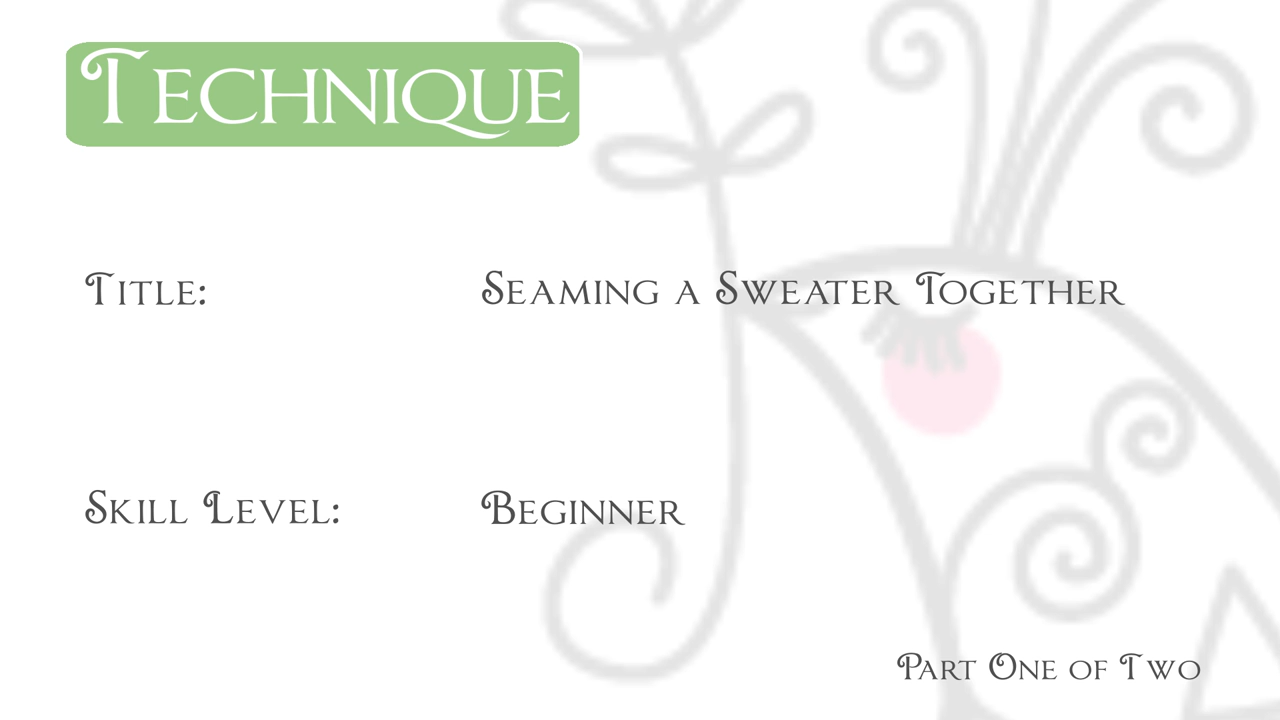 Technique
Title: Seaming a Sweater Together
Skill Level: Beginner
Part One of Two